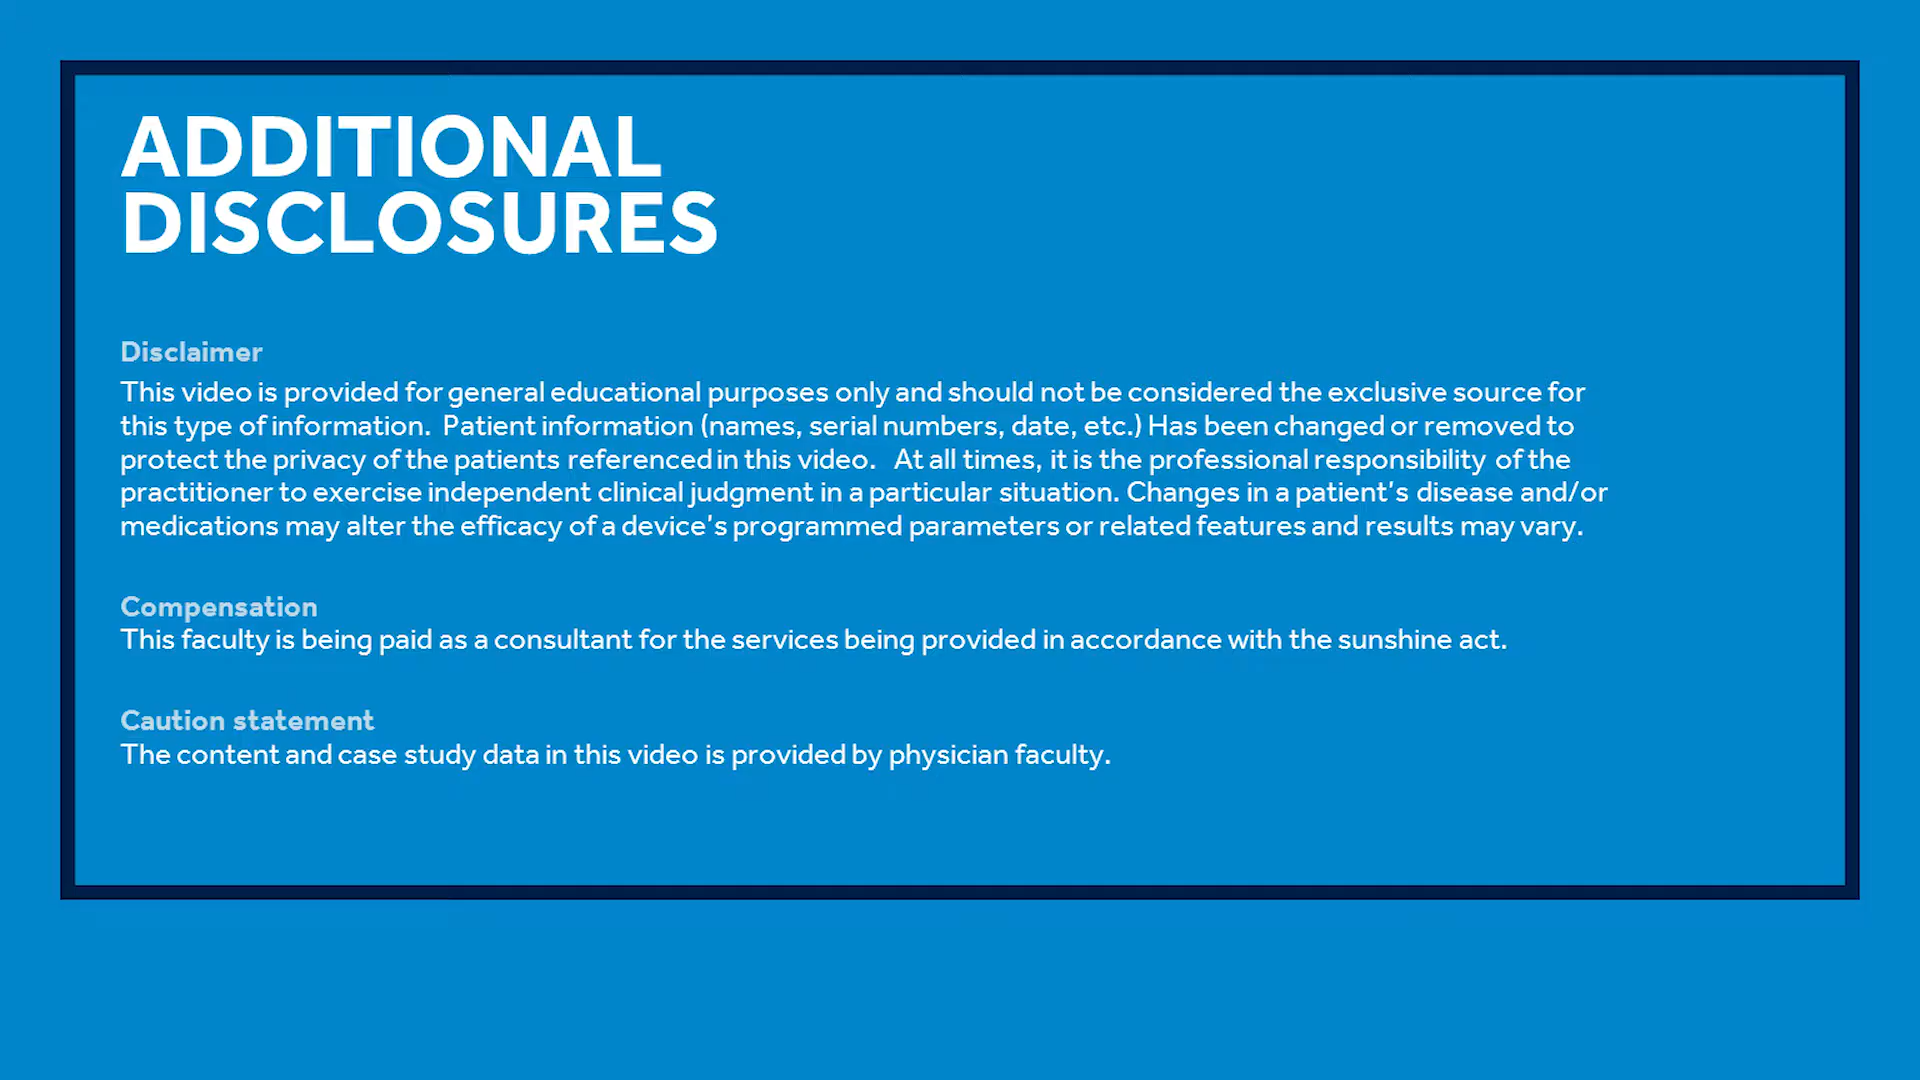 ADDITIONAL
DISCLOSURES
Disclaimer
This video is provided for general educational purposes only and should not be considered the exclusive source for
this type of information.  Patient information (names, serial numbers, date, etc.) Has been changed or removed to
protect the privacy of the patients referenced in this video.   At all times, it is the professional responsibility of the
practitioner to exercise independent clinical judgment in a particular situation. Changes in a patient's disease and/or
medications may alter the efficacy of a device's programmed parameters or related features and results may vary.
Compensation
This faculty is being paid as a consultant for the services being provided in accordance with the sunshine act.
Caution statement
The content and case study data in this video is provided by physician faculty.